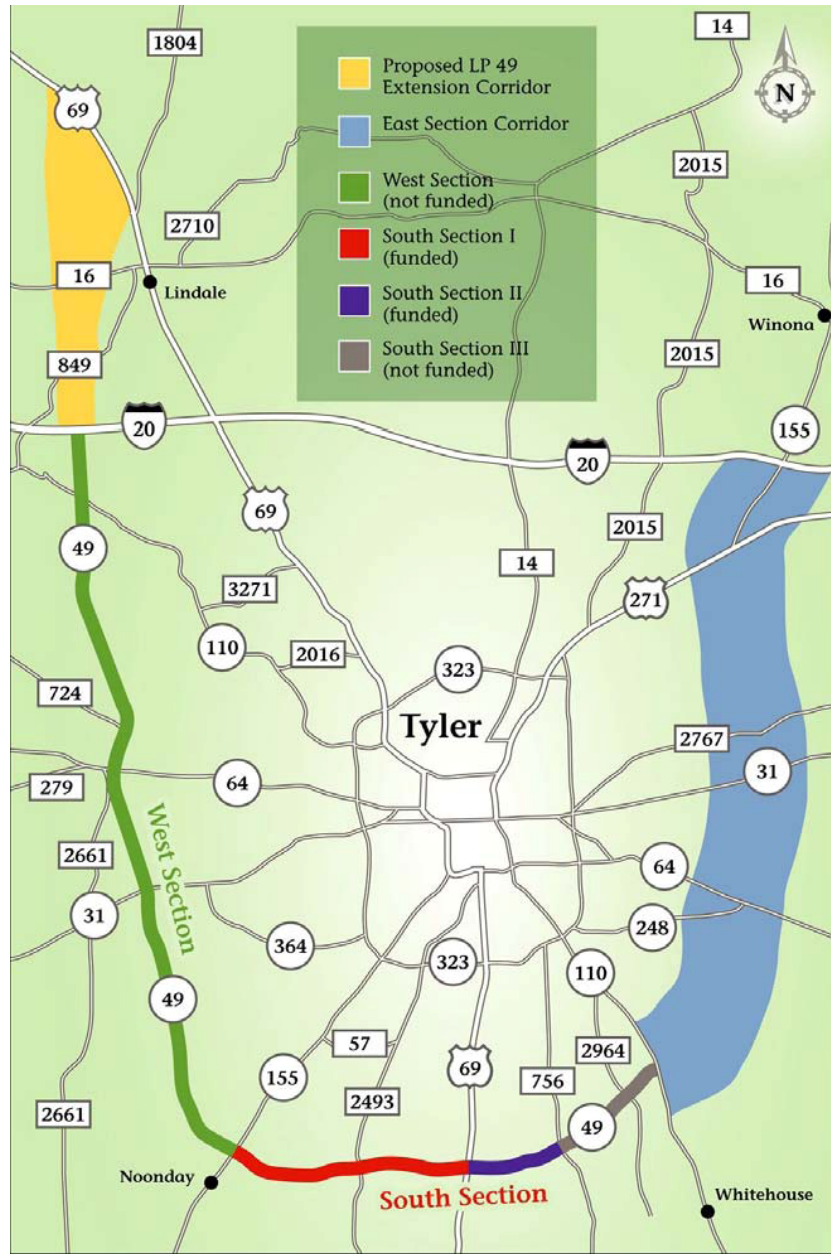 1804
14
69
N
Proposed LP 49
Extension Corridor
East Section Corridor
West Section
(not funded)
South Section I
(funded)
South Section II
(funded)
South Section III
(not funded)
2015
2710
16
Lindale
16
Winona
849
2015
20
155
20
69
49
2015
14
3271
271
110
2016
323
724
Tyler
2767
31
279
64
West Section
2661
64
31
364
248
323
110
49
57
2964
69
155
756
2493
2661
49
Noonday
South Section
Whitehouse